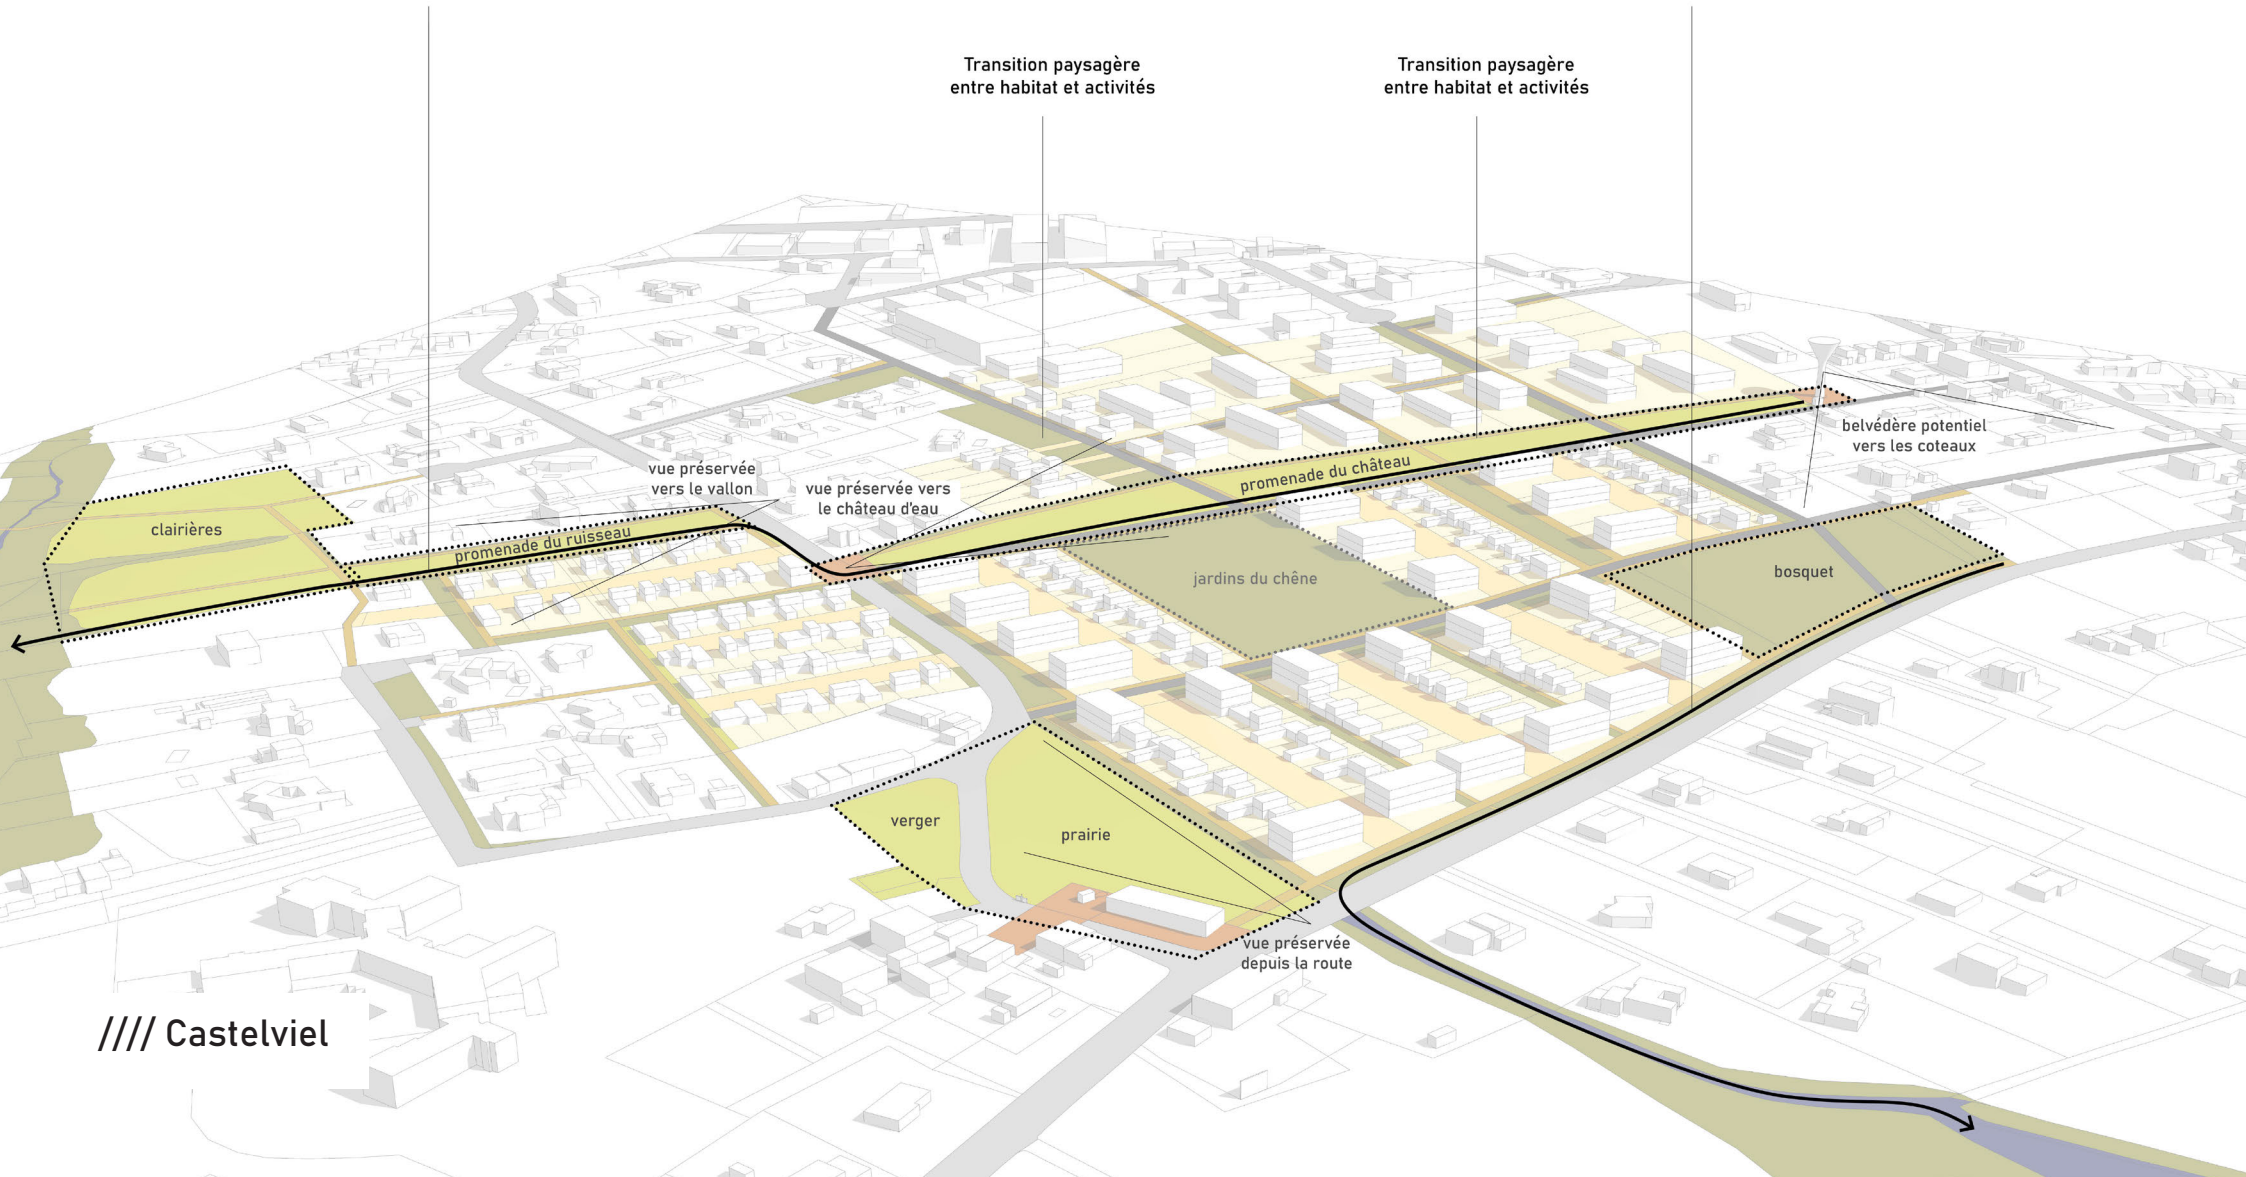 Transition paysagère
entre habitat et activités
Transition paysagère
entre habitat et activités
belvédère potentiel
vers les coteaux
vue préservée
vers le vallon
vue préservée vers
le château d'eau
promenade du château
clairières
promenade du ruisseau
jardins du chêne
bosquet
verger
prairie
vue préservée
depuis la route
//// Castelviel